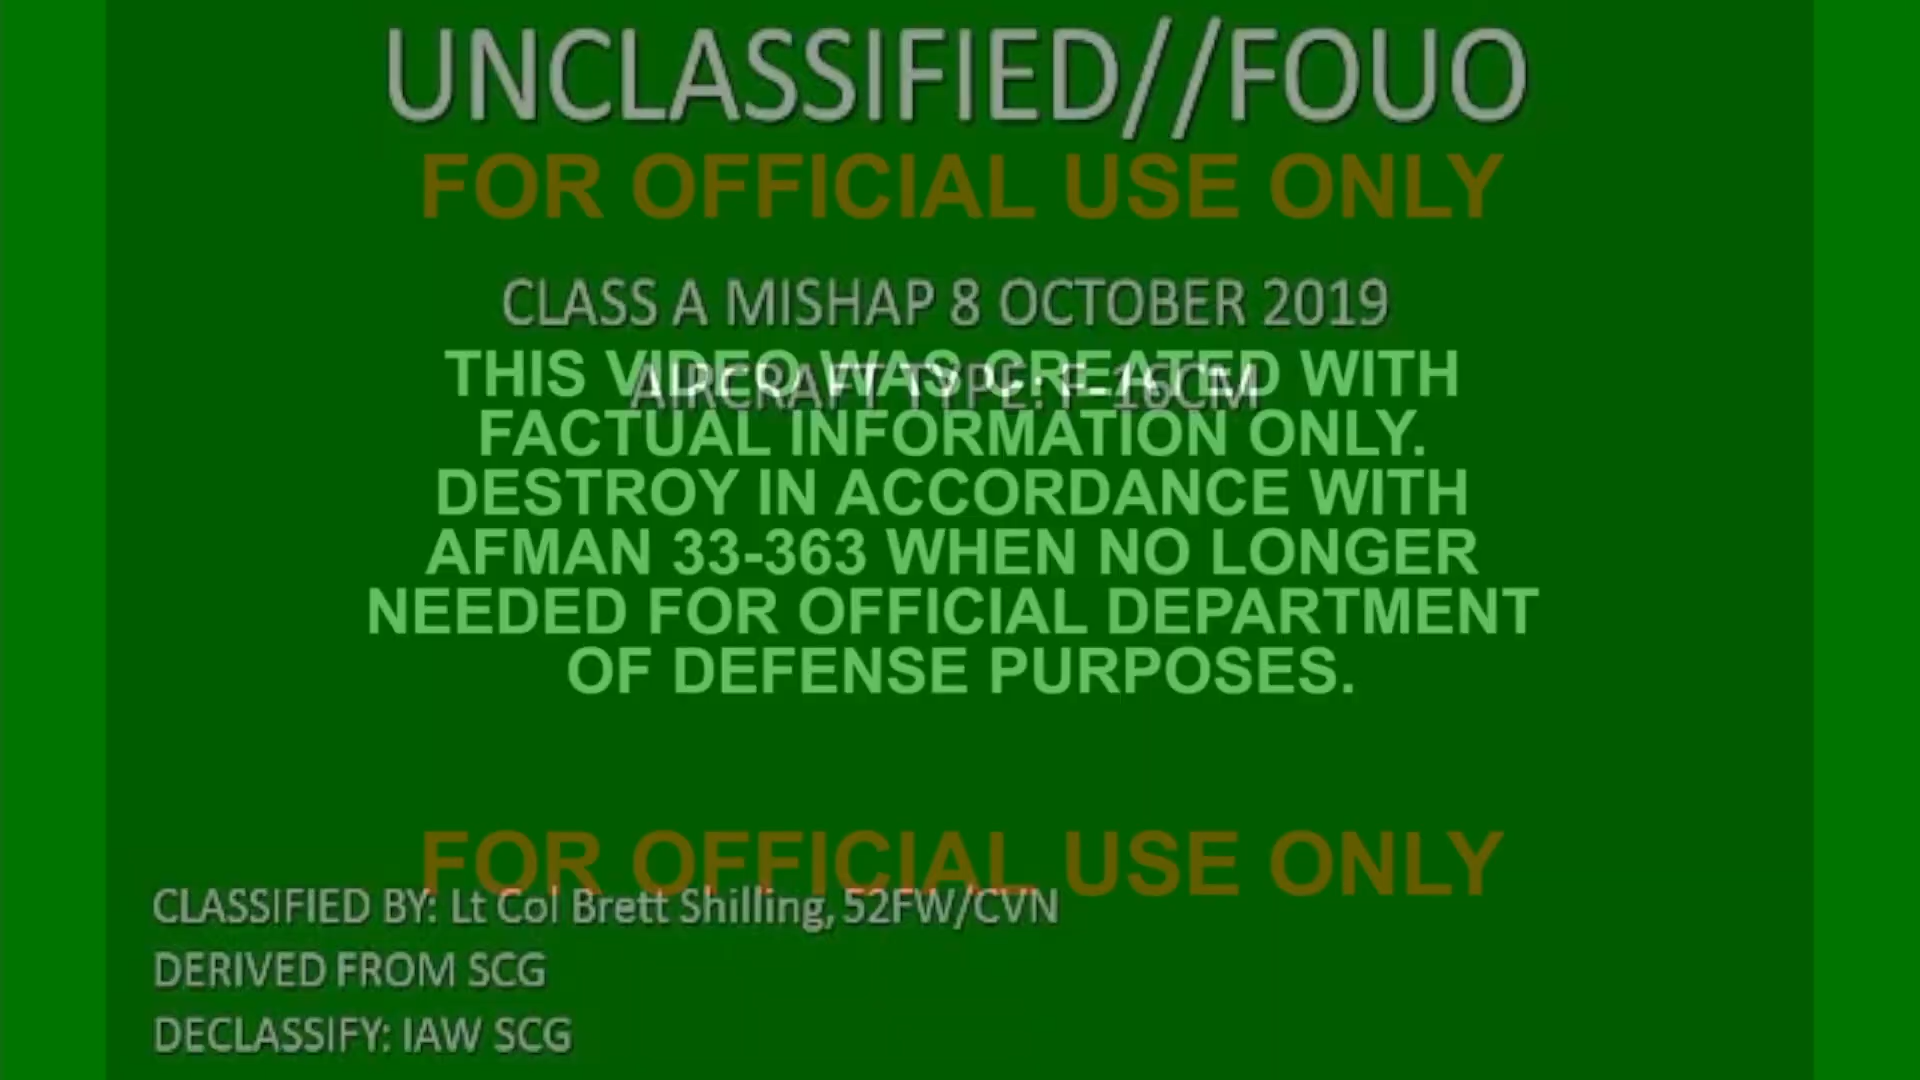 UNCLASSIFIED//FOUO
FOR OFFICIAL USE ONLY
CLASS A MISHAP 8 OCTOBER 2019
THIS VIDEO WAS CREATED WITH
AIRCRAFT TYPE: F-16CM
FACTUAL INFORMATION ONLY.
DESTROY IN ACCORDANCE WITH
AFMAN 33-363 WHEN NO LONGER
NEEDED FOR OFFICIAL DEPARTMENT
OF DEFENSE PURPOSES.
FOR OFFICIAL USE ONLY
CLASSIFIED BY: Lt Col Brett Shilling, 52FW/CVN
DERIVED FROM SCG
DECLASSIFY: IAW SCG